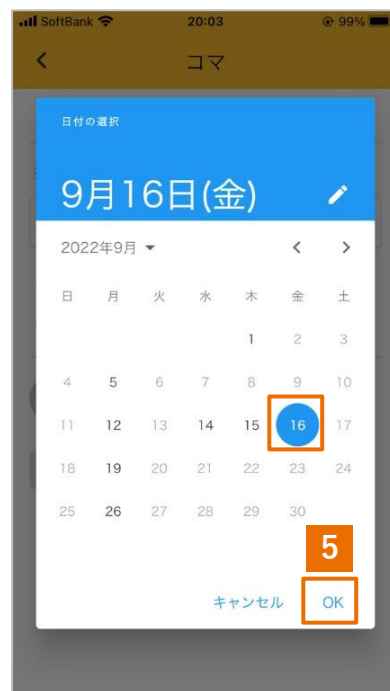 SoftBank 20:03 99%
コマ
日付の選択
9月16日(金)
2022年9月
日 月 火 水 木 金 土
1 2 3
4 5 6 7 8 9 10
11 12 13 14 15 16 17
18 19 20 21 22 23 24
25 26 27 28 29 30
5
キャンセル OK